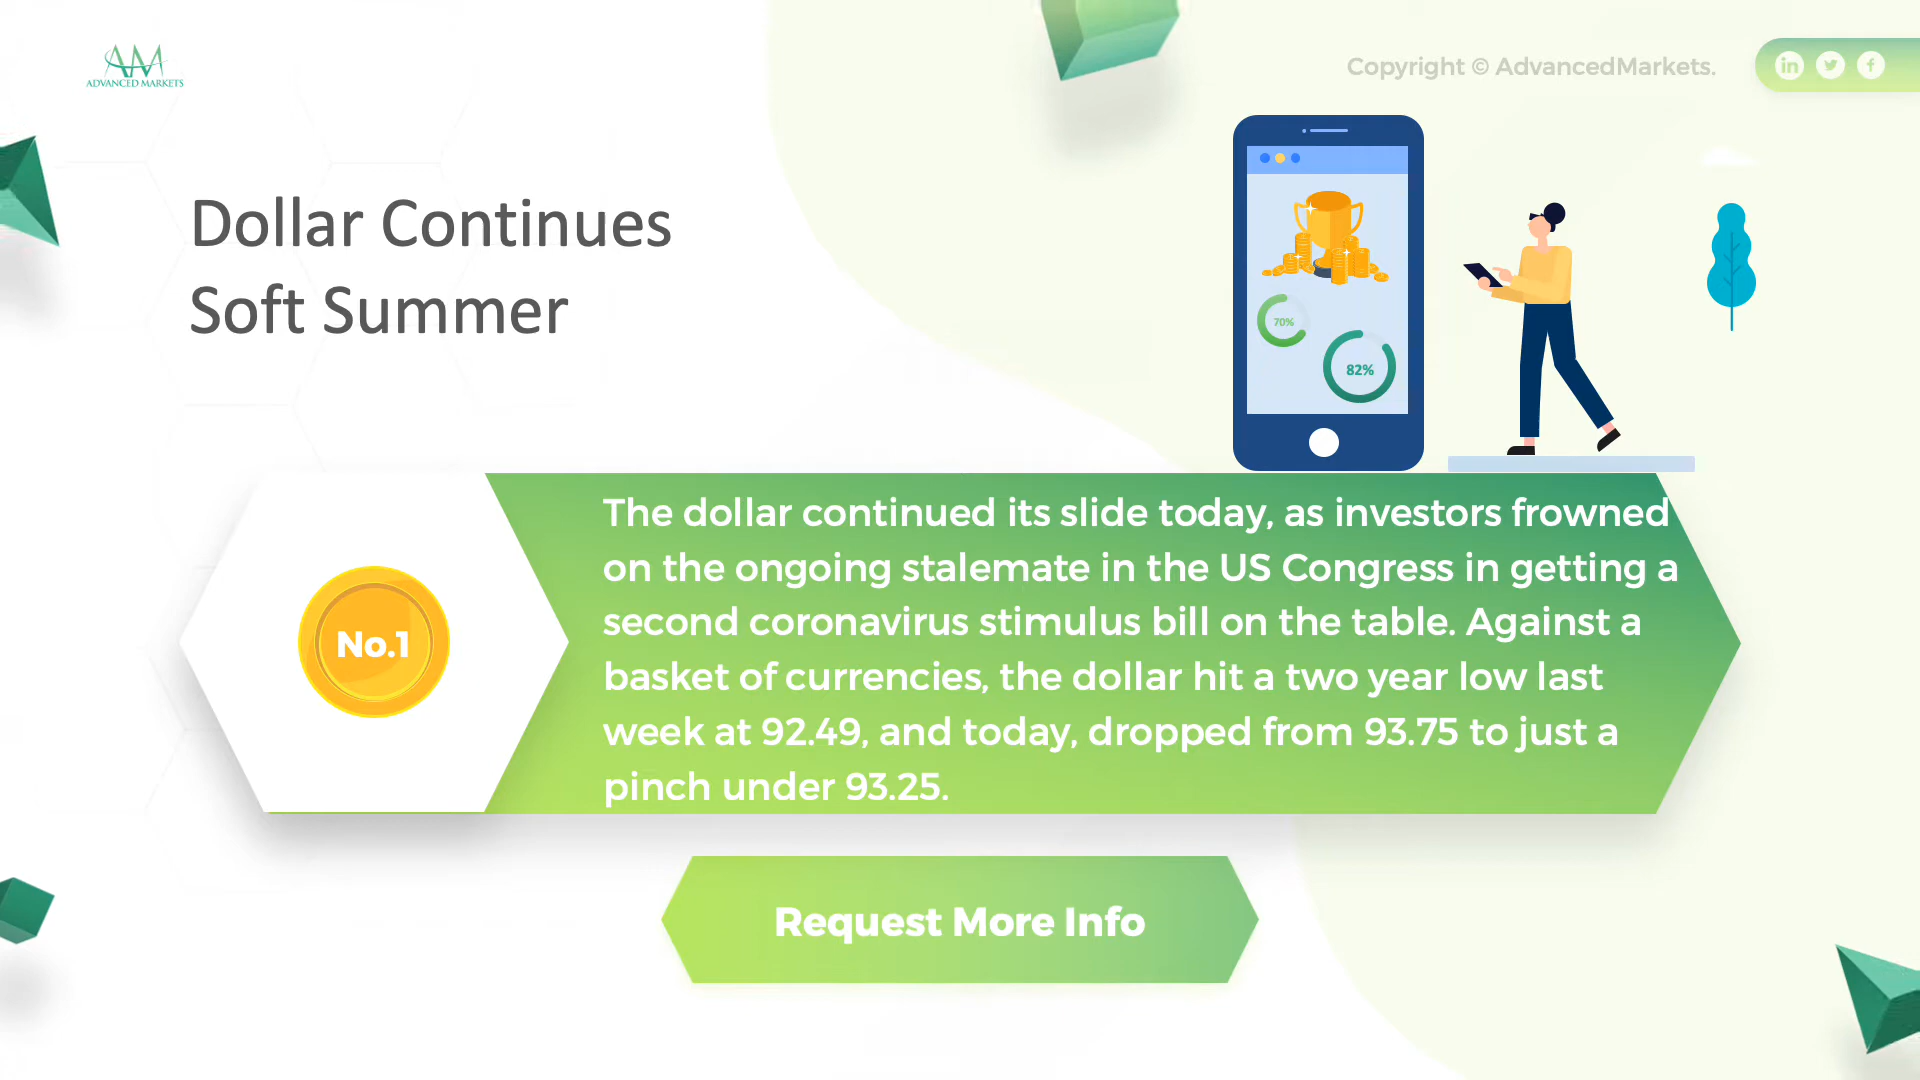 AM
ADVANCED MARKETS
Copyright © AdvancedMarkets.
in
f
Dollar Continues
Soft Summer
70%
82%
No.1
The dollar continued its slide today, as investors frowned
on the ongoing stalemate in the US Congress in getting a
second coronavirus stimulus bill on the table. Against a
basket of currencies, the dollar hit a two year low last
week at 92.49, and today, dropped from 93.75 to just a
pinch under 93.25.
Request More Info